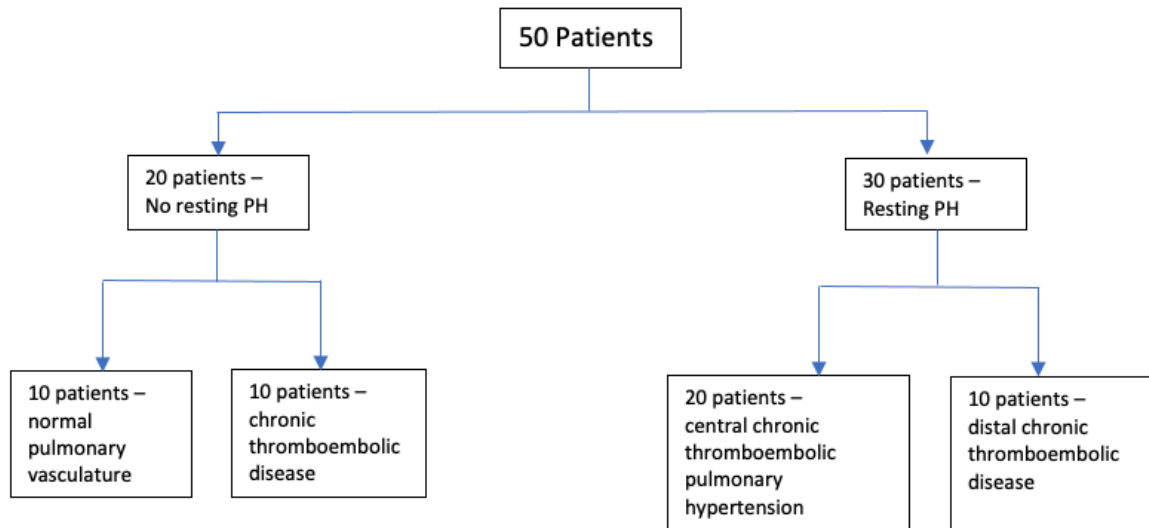 50 Patients
20 patients –
No resting PH
30 patients –
Resting PH
10 patients –
normal
pulmonary
vasculature
10 patients –
chronic
thromboembolic
disease
20 patients –
central chronic
thromboembolic
pulmonary
hypertension
10 patients –
distal chronic
thromboembolic
disease